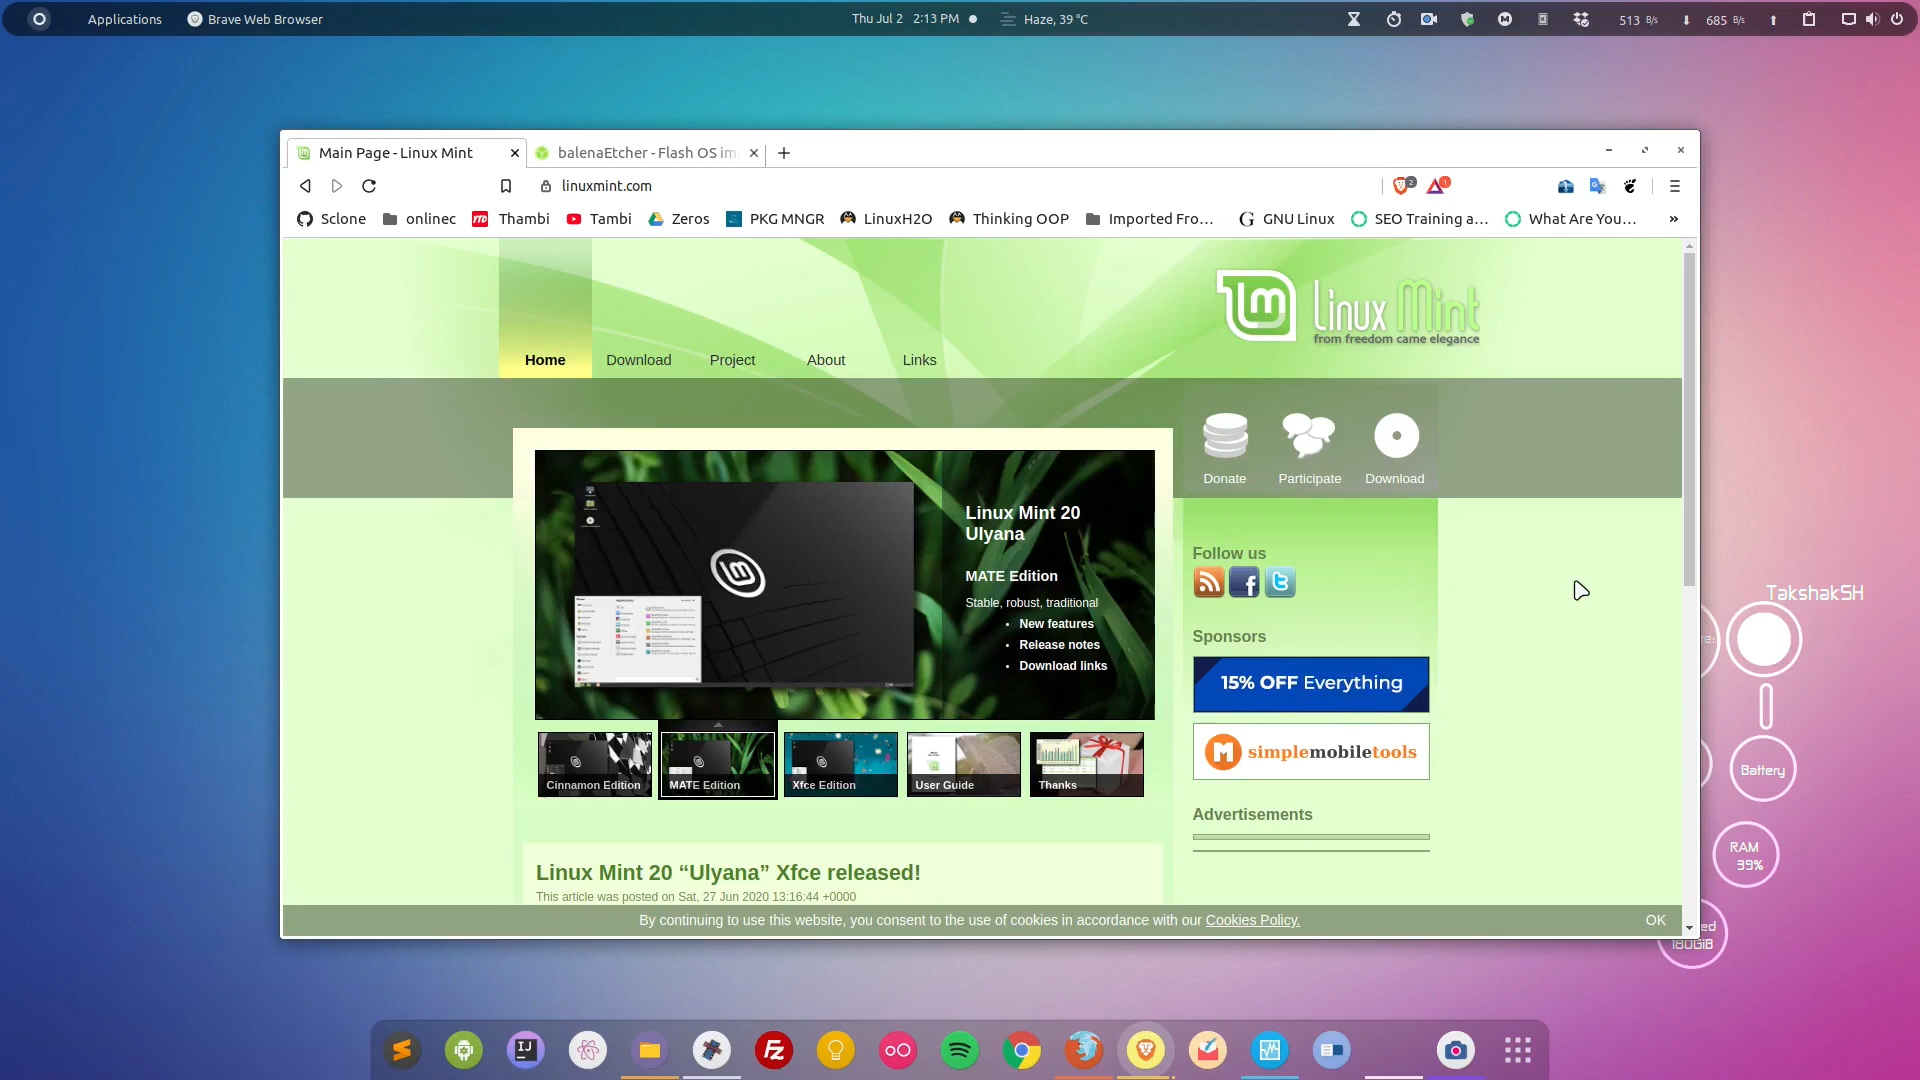 Applications Brave Web Browser Thu Jul 2 2:13 PM Haze, 39 °C 513 B/s 685 B/s
Main Page - Linux Mint balenaEtcher - Flash OS im
linuxmint.com 2 1
Sclone onlinec Thambi Tambi Zeros PKG MNGR LinuxH2O Thinking OOP Imported Fro... GNU Linux SEO Training a... What Are You... »
Linux Mint
from freedom came elegance
Home Download Project About Links
Donate Participate Download
Linux Mint 20
Ulyana
MATE Edition
Stable, robust, traditional
• New features
• Release notes
• Download links
Cinnamon Edition MATE Edition Xfce Edition User Guide Thanks
Follow us
Sponsors
15% OFF Everything
simplemobiletools
Advertisements
Linux Mint 20 “Ulyana” Xfce released!
This article was posted on Sat, 27 Jun 2020 13:16:44 +0000
By continuing to use this website, you consent to the use of cookies in accordance with our Cookies Policy. OK
TakshakSH
Battery
RAM
39%
180GiB